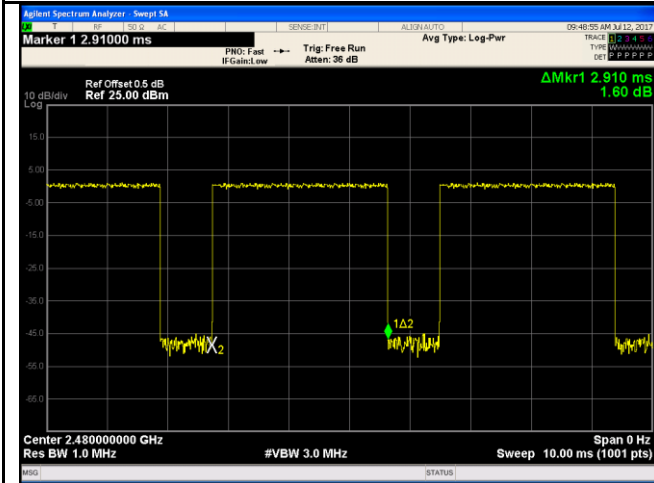 Agilent Spectrum Analyzer - Swept SA
T RF 50 Ω AC SENSE:INT ALIGNAUTO 09:48:55 AM Jul 12, 2017
Marker 1 2.91000 ms
PNO: Fast Trig: Free Run Avg Type: Log-Pwr TRACE 1 2 3 4 5 6
IFGain:Low Atten: 36 dB TYPE
DET P P P P P P
ΔMkr1 2.910 ms
1.60 dB
Ref Offset 0.5 dB
10 dB/div Ref 25.00 dBm
Log
15.0
5.00
-5.00
-15.0
-25.0
-35.0
1Δ2
-45.0
X2
-55.0
-65.0
Center 2.480000000 GHz Span 0 Hz
Res BW 1.0 MHz #VBW 3.0 MHz Sweep 10.00 ms (1001 pts)
MSG STATUS